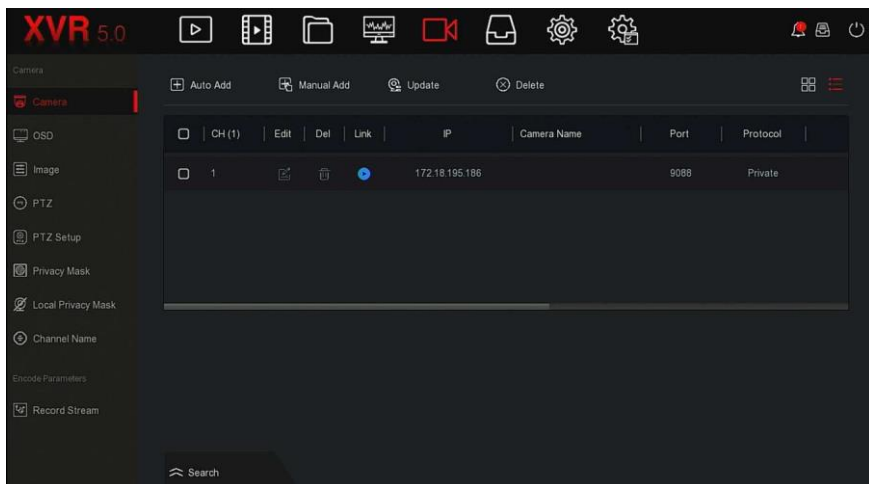 XVR 5.0
Camera
Camera
OSD
Image
PTZ
PTZ Setup
Privacy Mask
Local Privacy Mask
Channel Name
Encode Parameters
Record Stream
Auto Add Manual Add Update Delete
CH (1) Edit Del Link IP Camera Name Port Protocol
1 172.18.195.186 9088 Private
Search